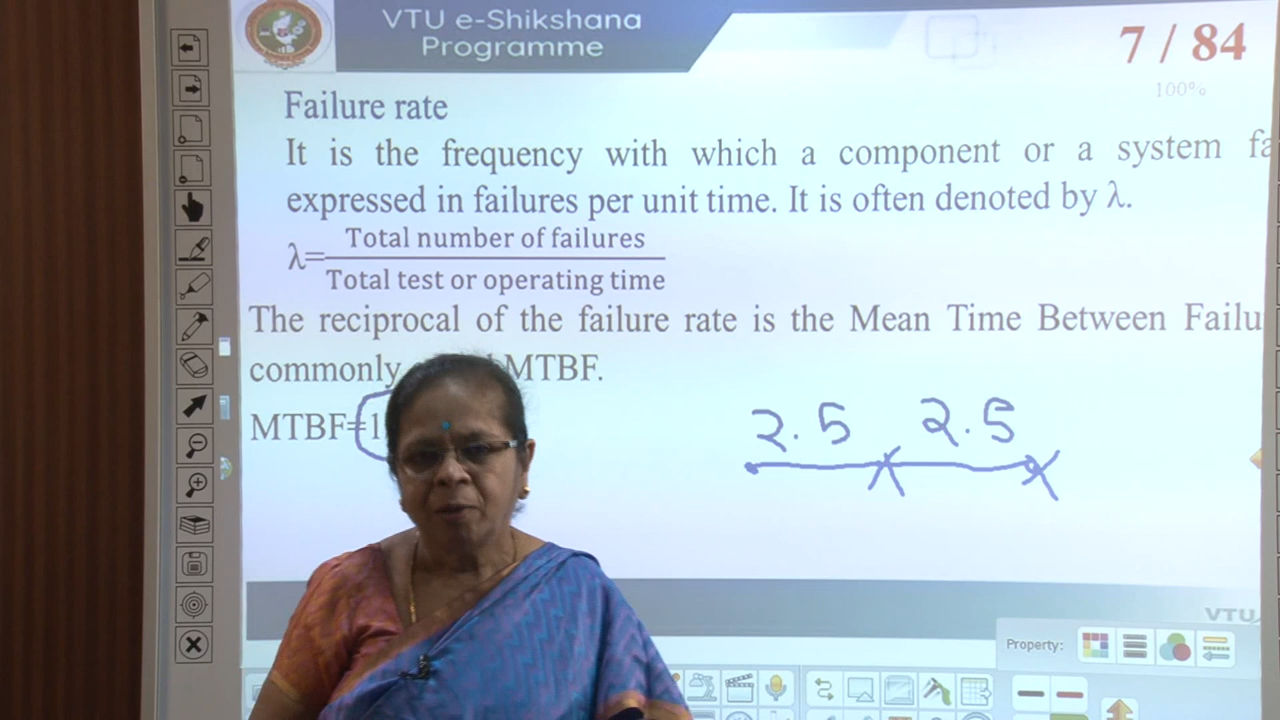 VTU e-Shikshana
Programme
7 / 84
100%
Failure rate
It is the frequency with which a component or a system fa
expressed in failures per unit time. It is often denoted by λ.
λ=Total number of failures
Total test or operating time
The reciprocal of the failure rate is the Mean Time Between Failu
commonly MTBF.
MTBF=1
2.5 2.5
VTU
Property: